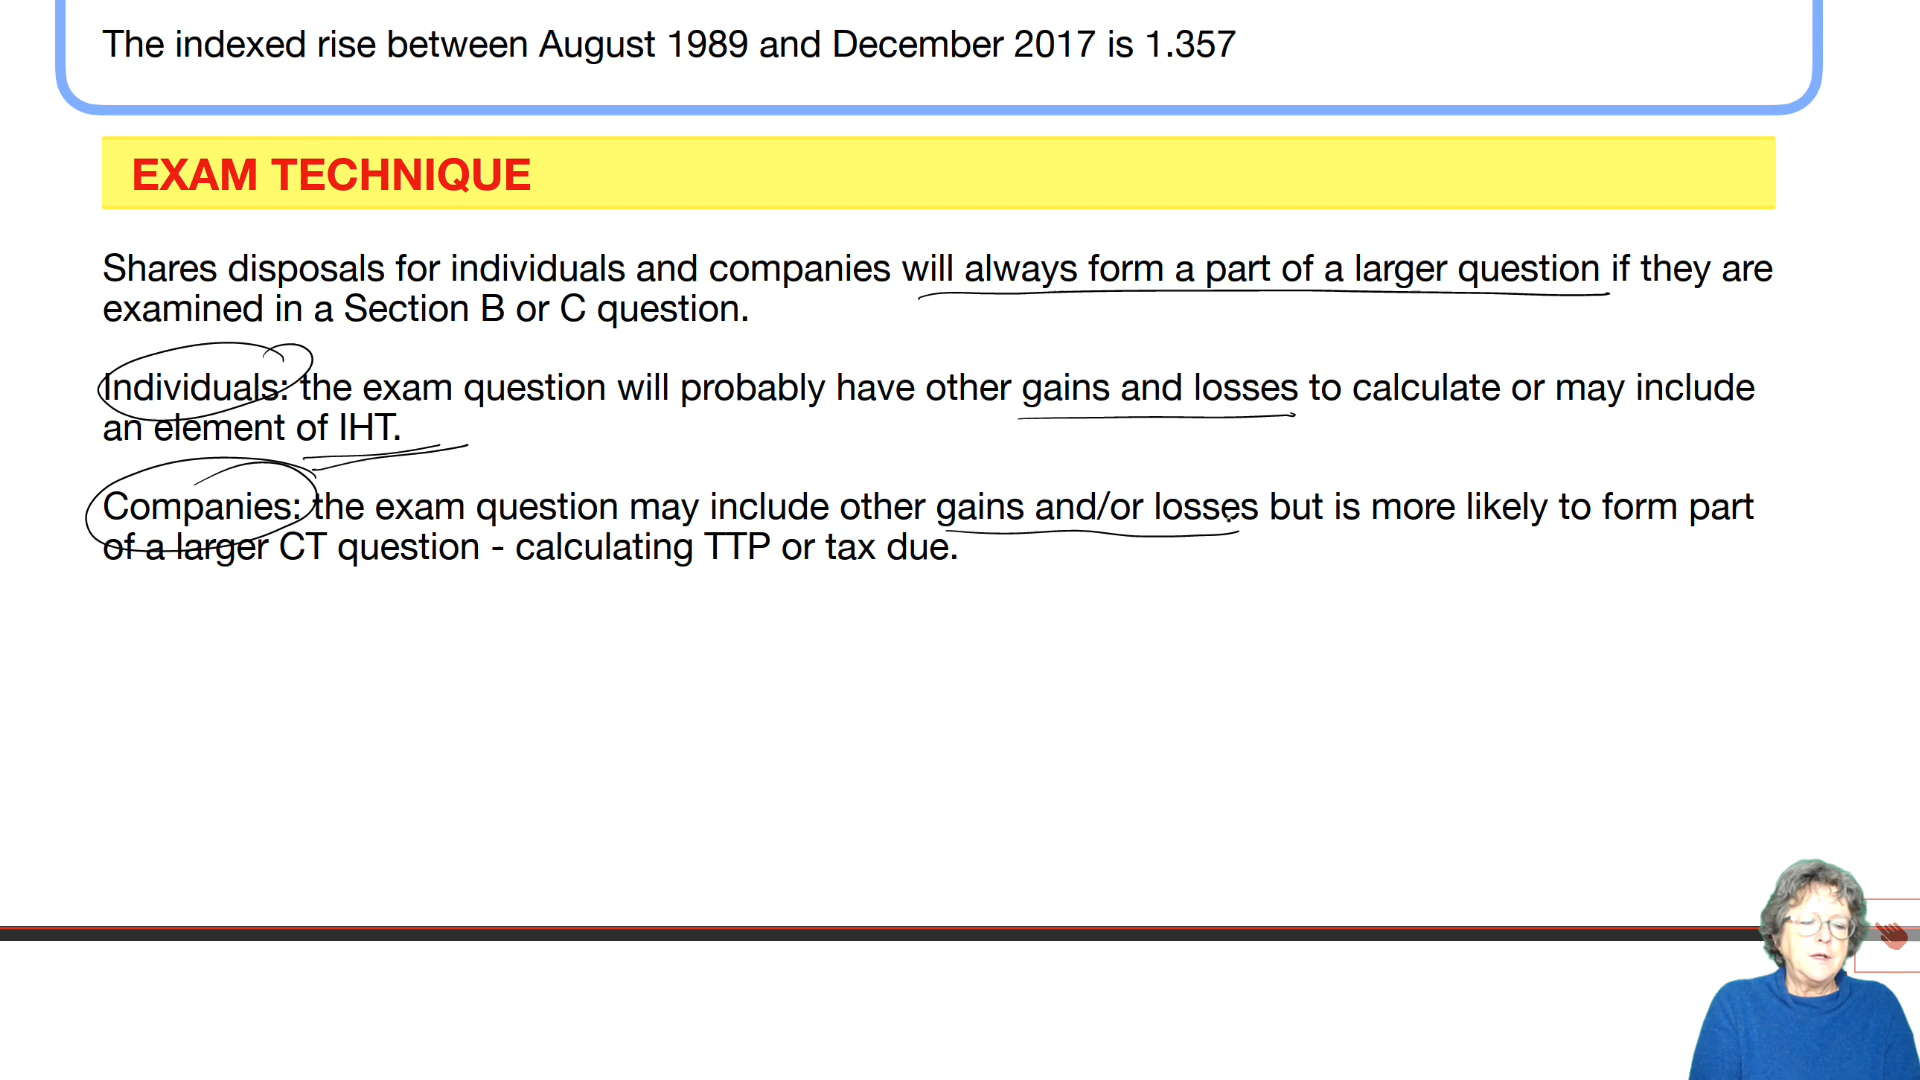 The indexed rise between August 1989 and December 2017 is 1.357
EXAM TECHNIQUE
Shares disposals for individuals and companies will always form a part of a larger question if they are
examined in a Section B or C question.
Individuals: the exam question will probably have other gains and losses to calculate or may include
an element of IHT.
Companies: the exam question may include other gains and/or losses but is more likely to form part
of a larger CT question - calculating TTP or tax due.